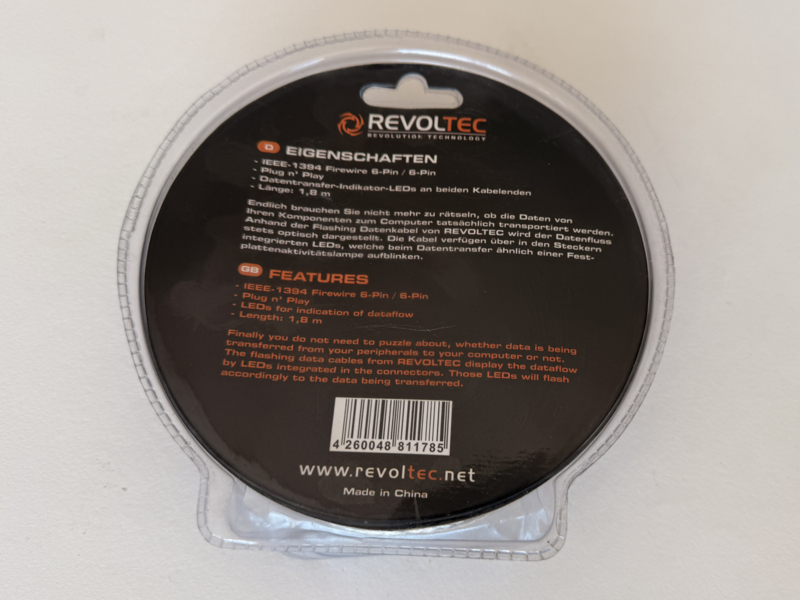 REVOLTEC
REVOLUTION TECHNOLOGY
D EIGENSCHAFTEN
- IEEE-1394 Firewire 6-Pin / 6-Pin
- Plug n' Play
- Datentransfer-Indikator-LEDs an beiden Kabelenden
- Länge: 1,8 m
Endlich brauchen Sie nicht mehr zu rätseln, ob die Daten von
Ihren Komponenten zum Computer tatsächlich transportiert werden.
Anhand der Flashing Datenkabel von REVOLTEC wird der Datenfluss
stets optisch dargestellt. Die Kabel verfügen über in den Steckern
integrierten LEDs, welche beim Datentransfer ähnlich einer Fest-
plattenaktivitätslampe aufblinken.
GB FEATURES
- IEEE-1394 Firewire 6-Pin / 6-Pin
- Plug n' Play
- LEDs for indication of dataflow
- Length: 1,8 m
Finally you do not need to puzzle about, whether data is being
transferred from your peripherals to your computer or not.
The flashing data cables from REVOLTEC display the dataflow
by LEDs integrated in the connectors. Those LEDs will flash
accordingly to the data being transferred.
4 260048 811785
www.revoltec.net
Made in China